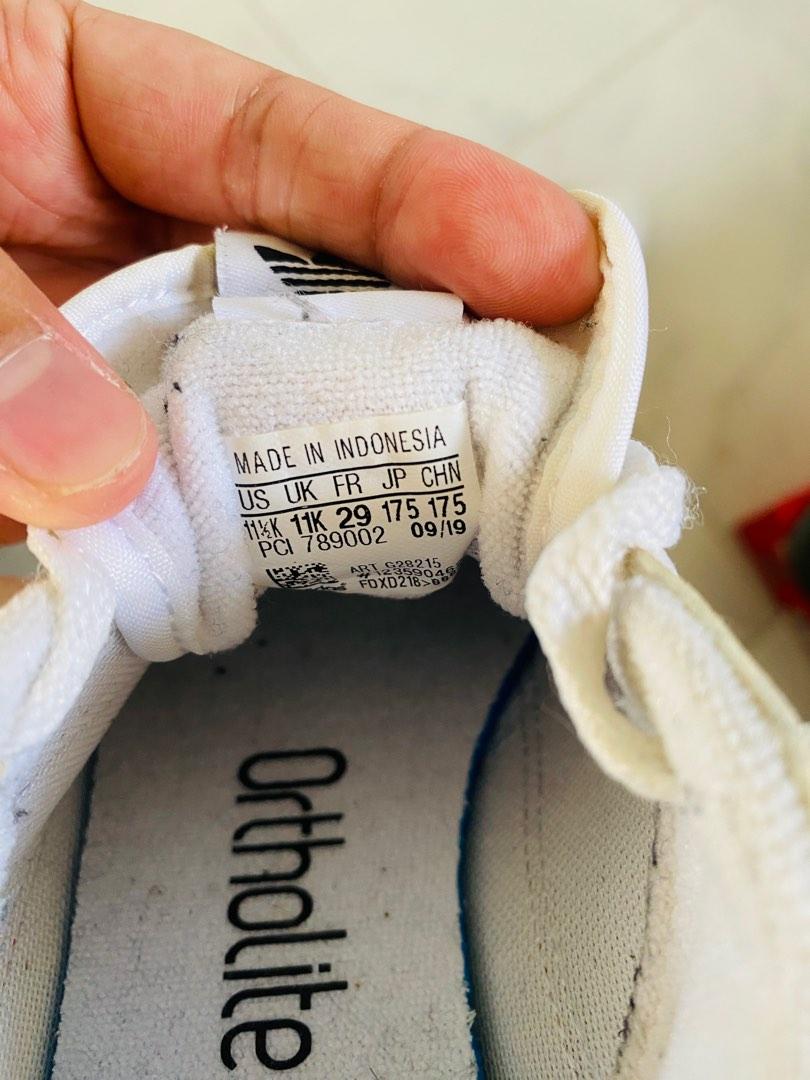 MADE IN INDONESIA
US UK FR JP CHN
11½K 11K 29 175 175
PCI 789002 09/19
ART G28215
Ortholite